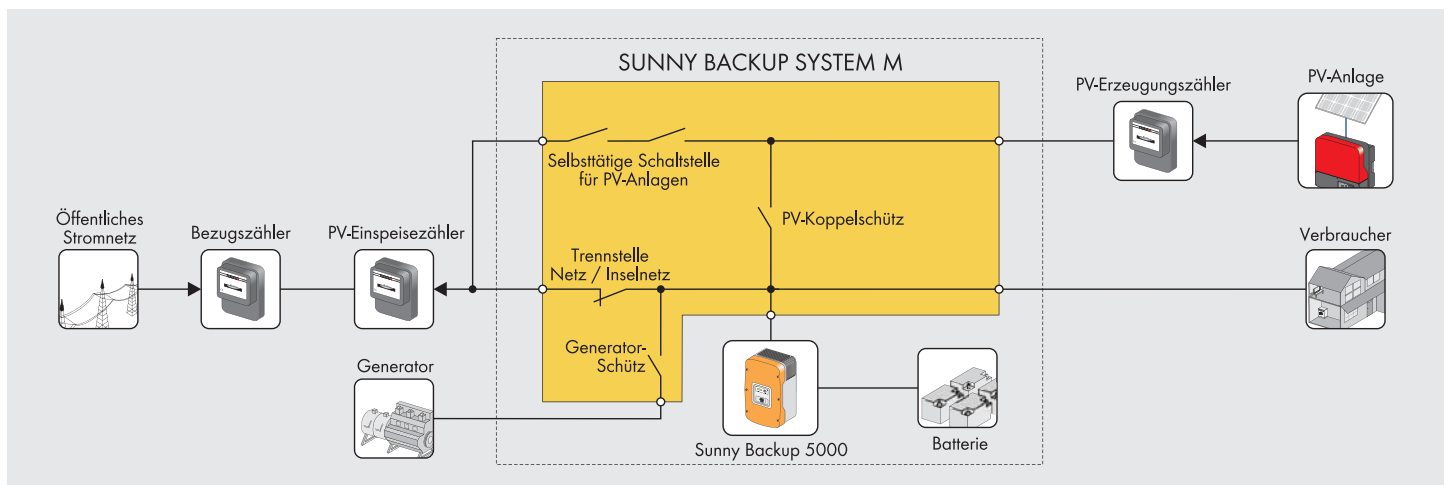 SUNNY BACKUP SYSTEM M
PV-Erzeugungszähler
PV-Anlage
Selbsttätige Schaltstelle
für PV-Anlagen
PV-Koppelschütz
Öffentliches
Stromnetz
Bezugszähler
PV-Einspeisezähler
Trennstelle
Netz / Inselnetz
Verbraucher
Generator-
Schütz
Generator
Sunny Backup 5000
Batterie